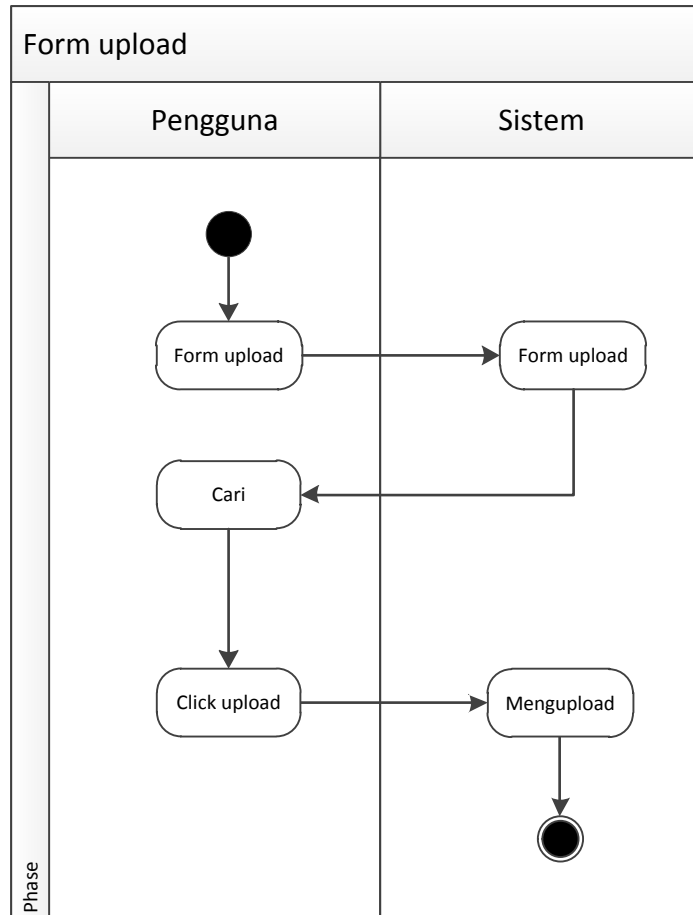 Form upload
Pengguna
Sistem
Form upload
Form upload
Cari
Click upload
Mengupload
Phase